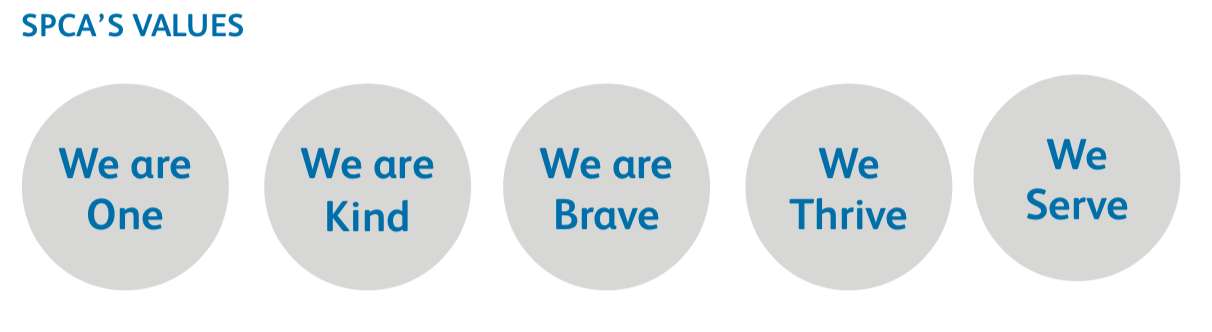 SPCA’S VALUES
We are
One
We are
Kind
We are
Brave
We
Thrive
We
Serve